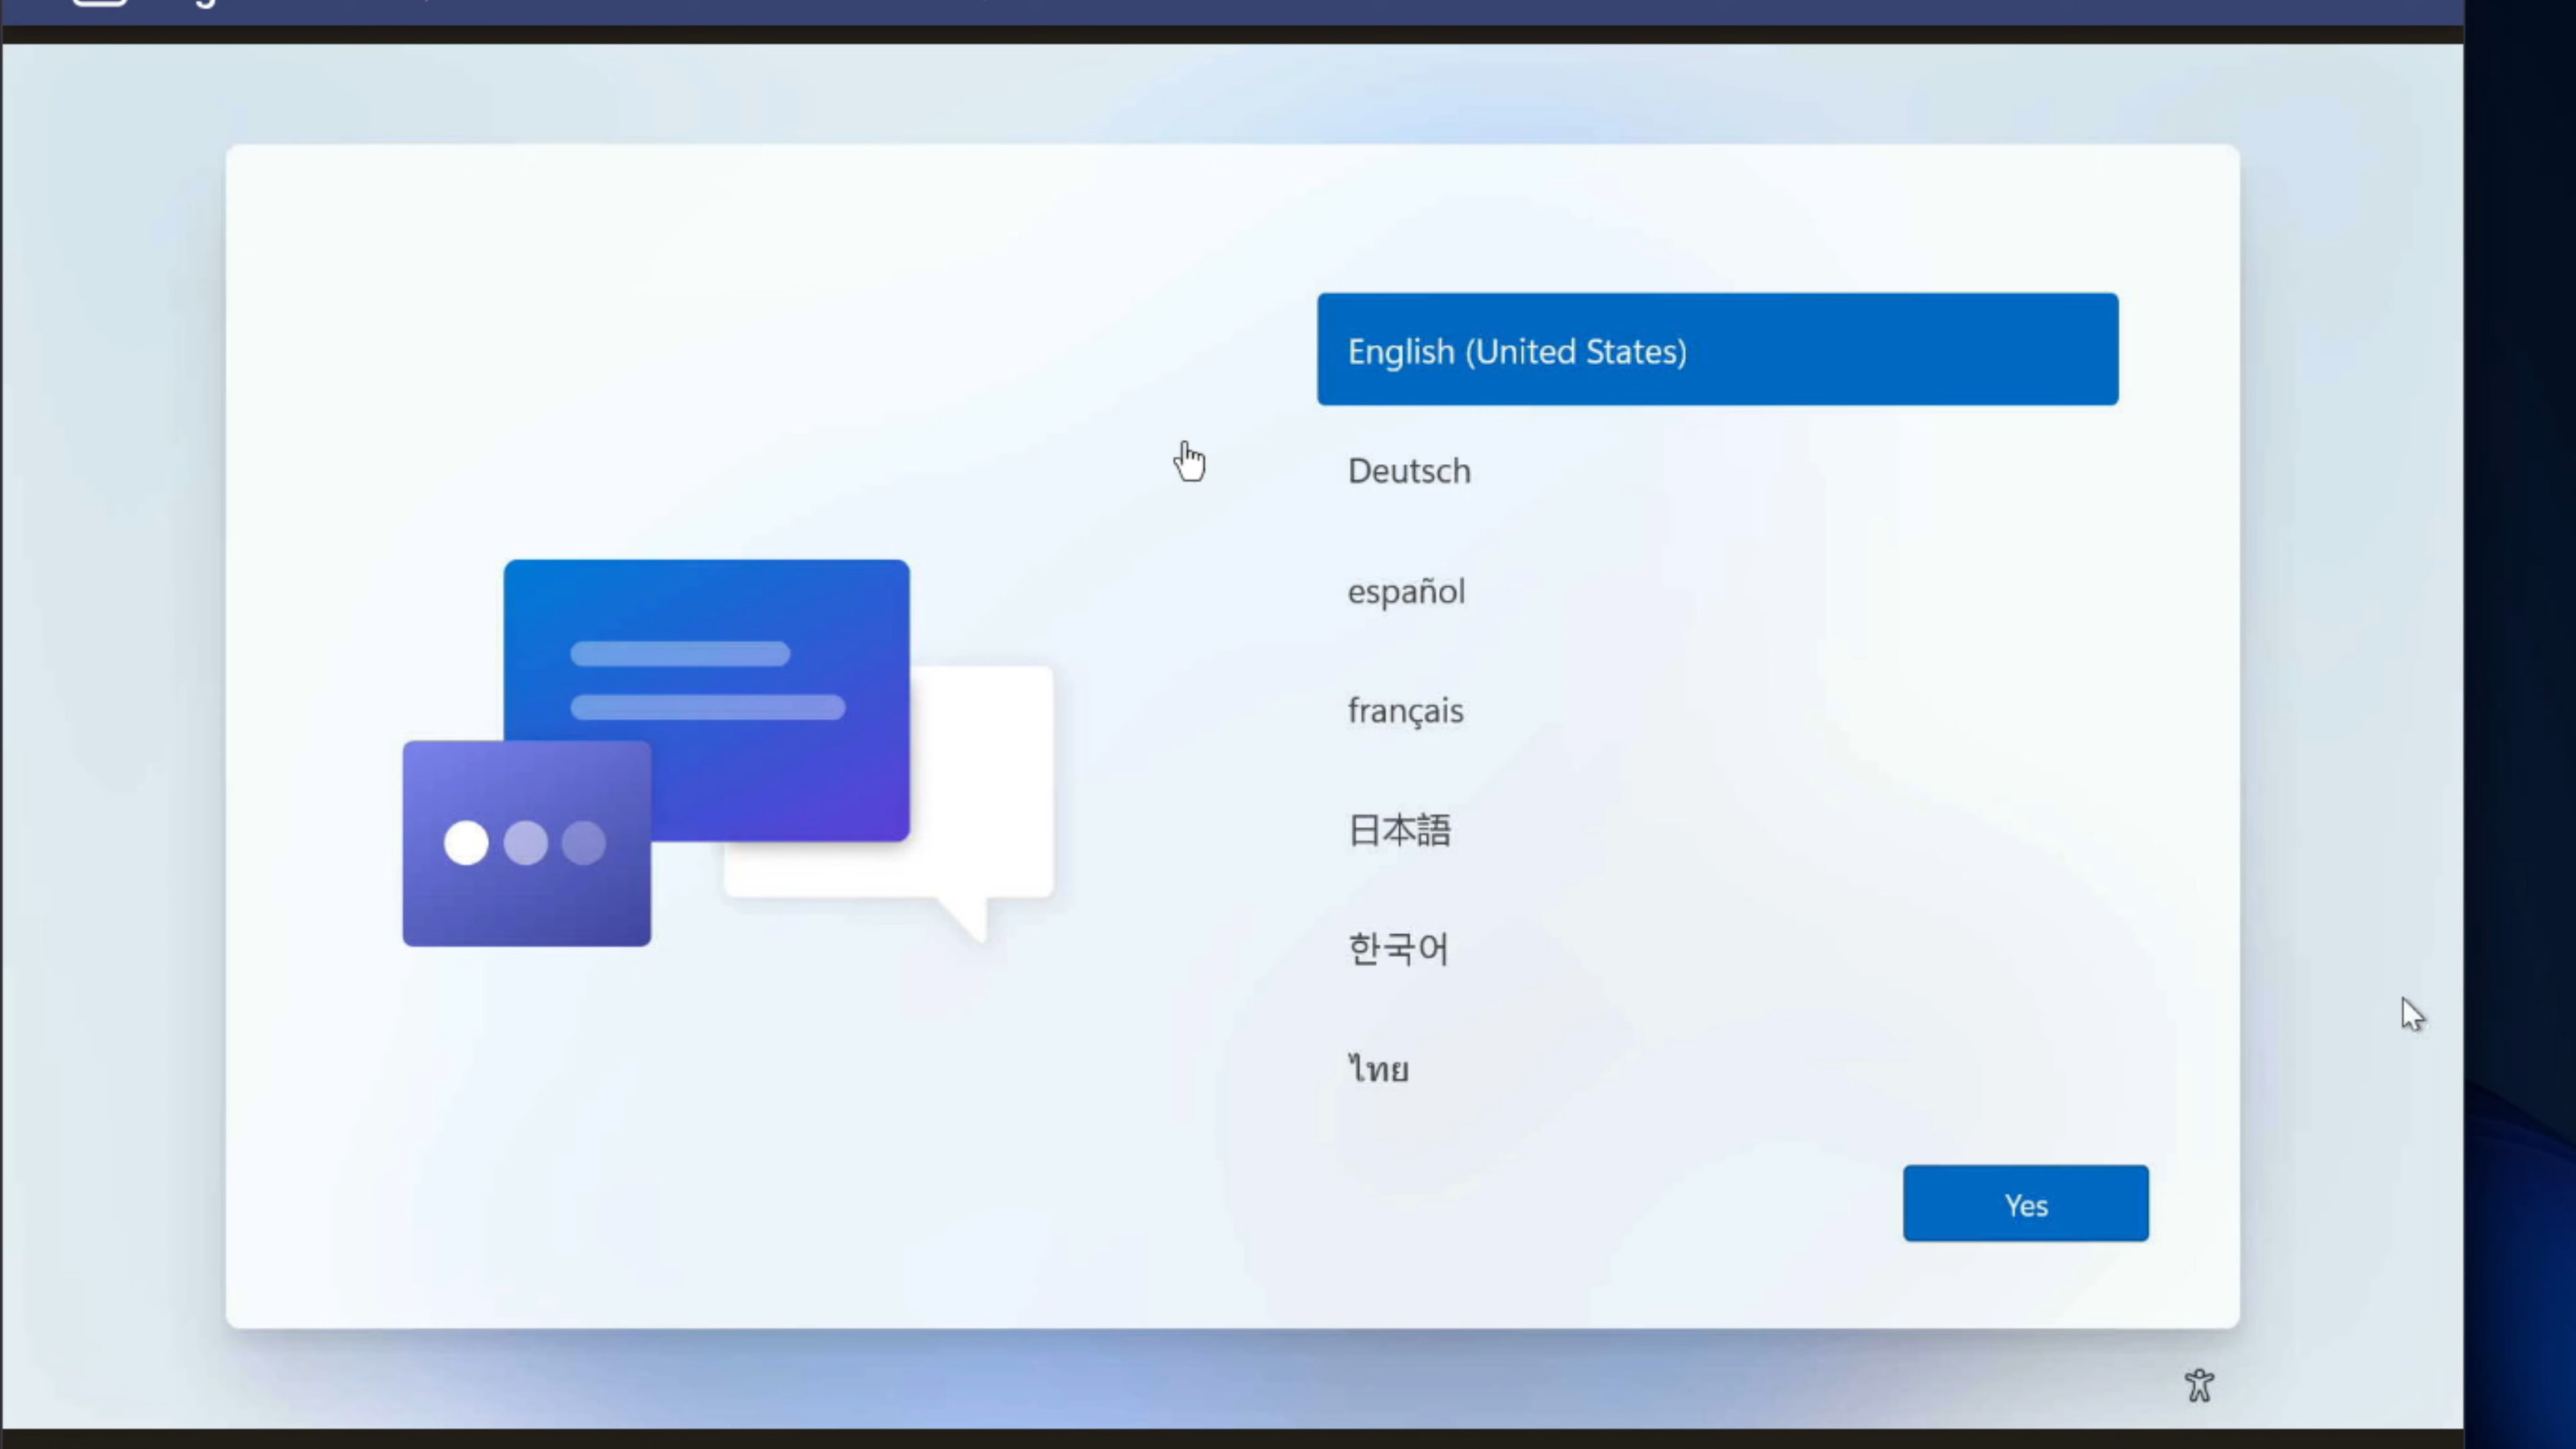 English (United States)
Deutsch
español
français
日本語
한국어
ไทย
Yes